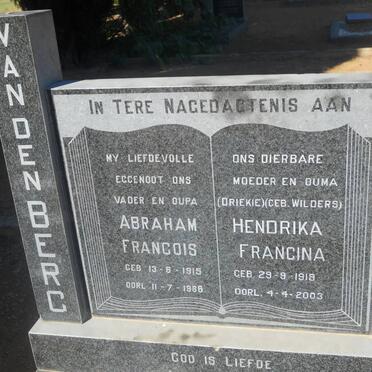 VAN DEN BERG
IN TERE NAGEDAGTENIS AAN
MY LIEFDEVOLLE
EGGENOOT ONS
VADER EN OUPA
ABRAHAM
FRANCOIS
GEB 13-6-1915
OORL 11-7-1986
ONS DIERBARE
MOEDER EN OUMA
(DRIEKIE)(GEB. WILDERS)
HENDRIKA
FRANCINA
GEB. 29-9-1918
OORL. 4-4-2003
GOD IS LIEFDE